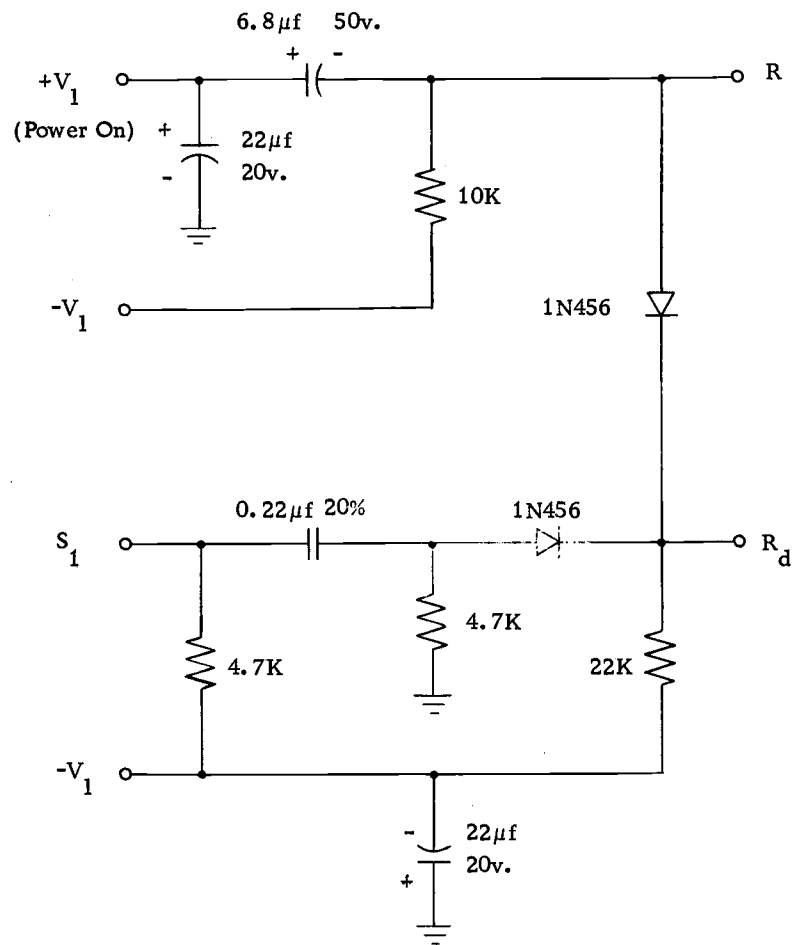 6.8µf 50v.
+ -
+V1
R
(Power On)
+
22µf
-
20v.
10K
-V1
1N456
0.22µf 20%
1N456
S1
Rd
4.7K
4.7K
22K
-V1
-
22µf
20v.
+